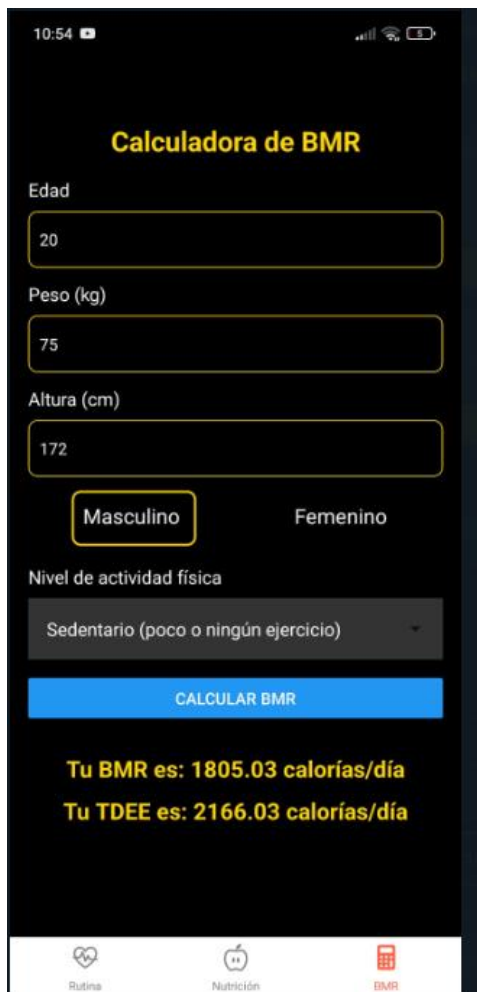 10:54
5
Calculadora de BMR
Edad
20
Peso (kg)
75
Altura (cm)
172
Masculino Femenino
Nivel de actividad física
Sedentario (poco o ningún ejercicio)
CALCULAR BMR
Tu BMR es: 1805.03 calorías/día
Tu TDEE es: 2166.03 calorías/día
Rutina Nutrición BMR